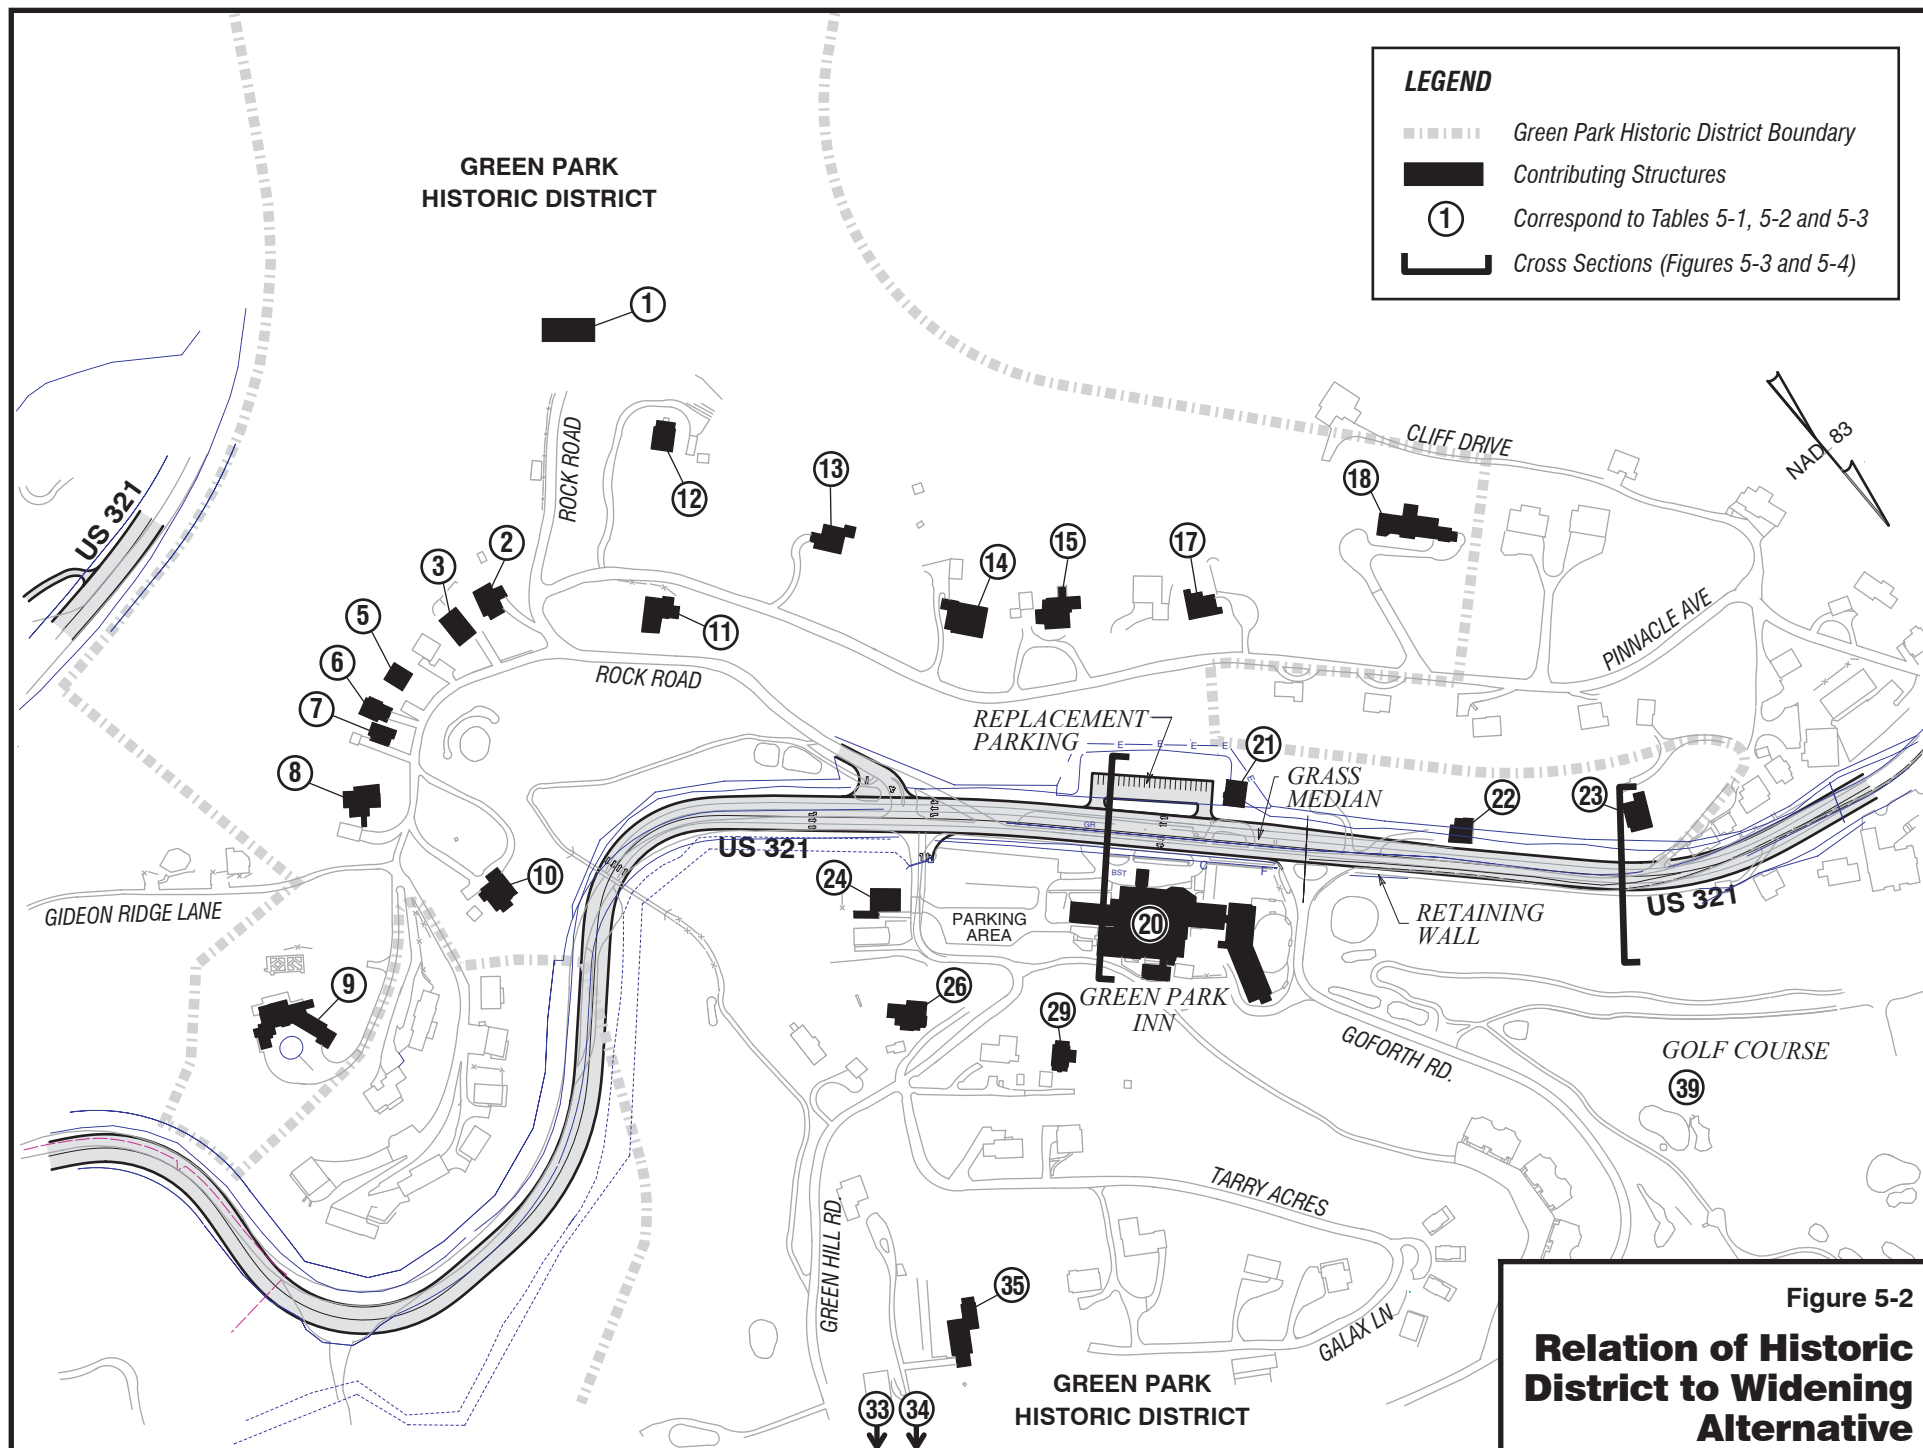 LEGEND
Green Park Historic District Boundary
Contributing Structures
1 Correspond to Tables 5-1, 5-2 and 5-3
Cross Sections (Figures 5-3 and 5-4)
GREEN PARK
HISTORIC DISTRICT
1
ROCK ROAD
12
13
CLIFF DRIVE
NAD 83
18
US 321
2
3
15
17
14
5
11
6
ROCK ROAD
PINNACLE AVE
7
REPLACEMENT
PARKING
E E E E
E
21
8
GRASS
MEDIAN
22
23
GR
US 321
24
10
BST
C
F
GIDEON RIDGE LANE
PARKING
AREA
20
RETAINING
WALL
US 321
9
26
GREEN PARK
INN
29
GOFORTH RD.
GOLF COURSE
39
TARRY ACRES
GREEN HILL RD.
35
GALAX LN
33
34
GREEN PARK
HISTORIC DISTRICT
Figure 5-2
Relation of Historic
District to Widening
Alternative